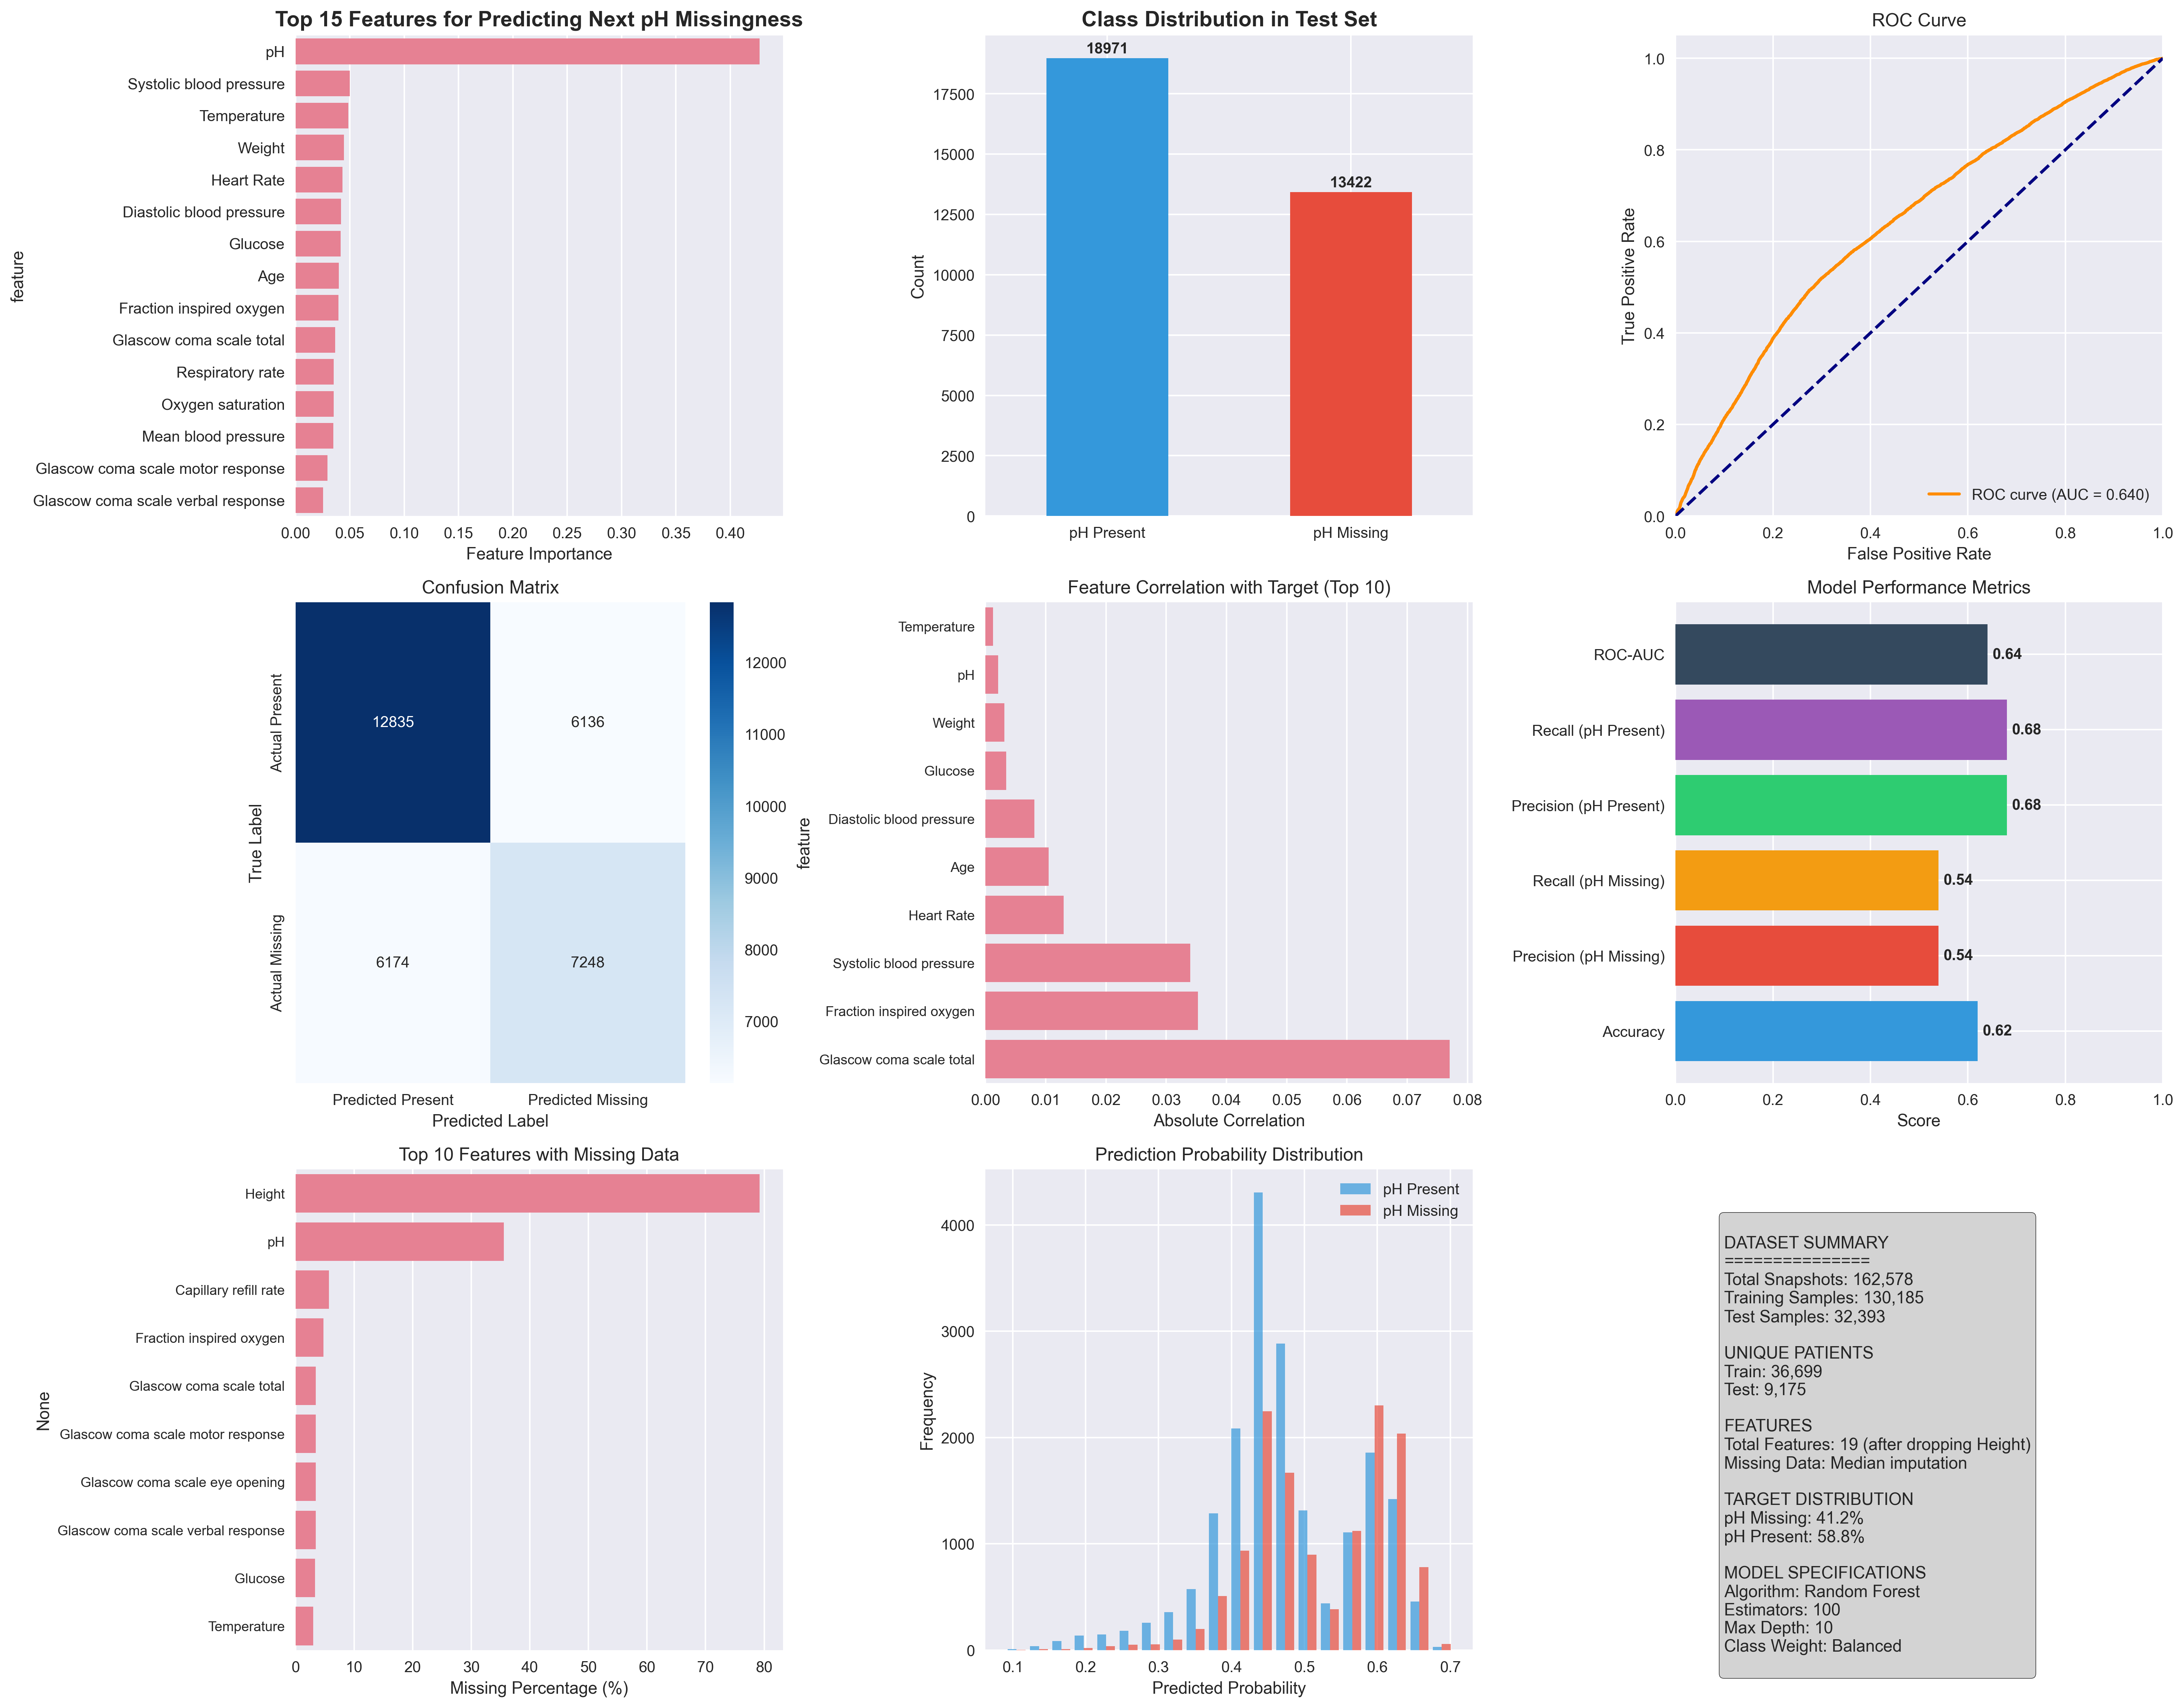 Top 15 Features for Predicting Next pH Missingness
feature
pH
Systolic blood pressure
Temperature
Weight
Heart Rate
Diastolic blood pressure
Glucose
Age
Fraction inspired oxygen
Glascow coma scale total
Respiratory rate
Oxygen saturation
Mean blood pressure
Glascow coma scale motor response
Glascow coma scale verbal response
0.00 0.05 0.10 0.15 0.20 0.25 0.30 0.35 0.40
Feature Importance
Class Distribution in Test Set
Count
17500
15000
12500
10000
7500
5000
2500
0
18971
13422
pH Present pH Missing
ROC Curve
True Positive Rate
1.0
0.8
0.6
0.4
0.2
0.0
ROC curve (AUC = 0.640)
0.0 0.2 0.4 0.6 0.8 1.0
False Positive Rate
Confusion Matrix
True Label
Actual Present
Actual Missing
12835 6136
6174 7248
Predicted Present Predicted Missing
Predicted Label
12000
11000
10000
9000
8000
7000
Feature Correlation with Target (Top 10)
feature
Temperature
pH
Weight
Glucose
Diastolic blood pressure
Age
Heart Rate
Systolic blood pressure
Fraction inspired oxygen
Glascow coma scale total
0.00 0.01 0.02 0.03 0.04 0.05 0.06 0.07 0.08
Absolute Correlation
Model Performance Metrics
ROC-AUC 0.64
Recall (pH Present) 0.68
Precision (pH Present) 0.68
Recall (pH Missing) 0.54
Precision (pH Missing) 0.54
Accuracy 0.62
0.0 0.2 0.4 0.6 0.8 1.0
Score
Top 10 Features with Missing Data
None
Height
pH
Capillary refill rate
Fraction inspired oxygen
Glascow coma scale total
Glascow coma scale motor response
Glascow coma scale eye opening
Glascow coma scale verbal response
Glucose
Temperature
0 10 20 30 40 50 60 70 80
Missing Percentage (%)
Prediction Probability Distribution
Frequency
4000
3000
2000
1000
0
pH Present
pH Missing
0.1 0.2 0.3 0.4 0.5 0.6 0.7
Predicted Probability
DATASET SUMMARY
===============
Total Snapshots: 162,578
Training Samples: 130,185
Test Samples: 32,393
UNIQUE PATIENTS
Train: 36,699
Test: 9,175
FEATURES
Total Features: 19 (after dropping Height)
Missing Data: Median imputation
TARGET DISTRIBUTION
pH Missing: 41.2%
pH Present: 58.8%
MODEL SPECIFICATIONS
Algorithm: Random Forest
Estimators: 100
Max Depth: 10
Class Weight: Balanced